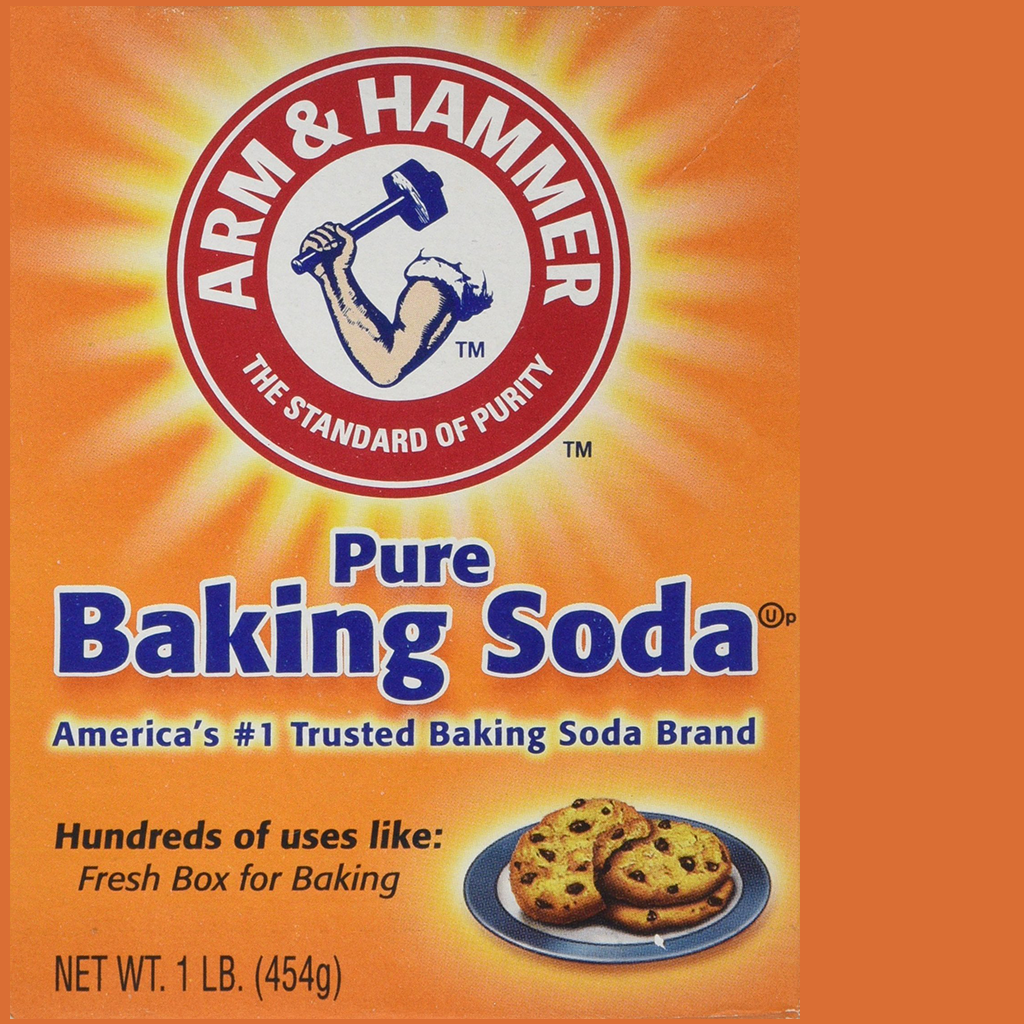 ARM & HAMMER
TM
THE STANDARD OF PURITY
TM
Pure
Baking Soda Ⓤp
America's #1 Trusted Baking Soda Brand
Hundreds of uses like:
Fresh Box for Baking
NET WT. 1 LB. (454g)